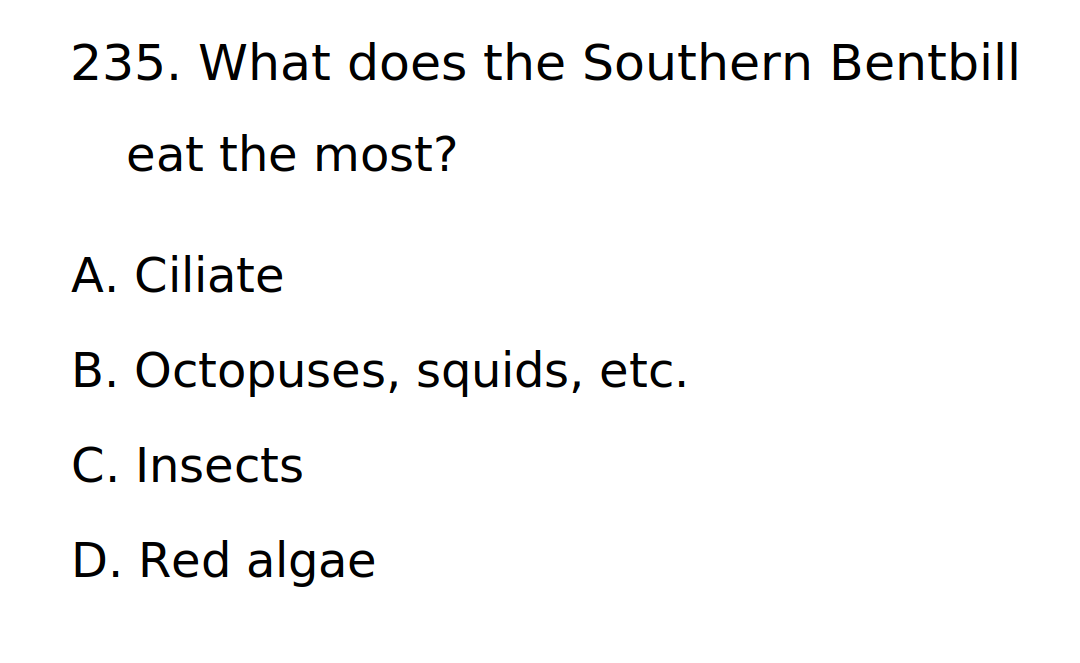 235. What does the Southern Bentbill
eat the most?
A. Ciliate
B. Octopuses, squids, etc.
C. Insects
D. Red algae